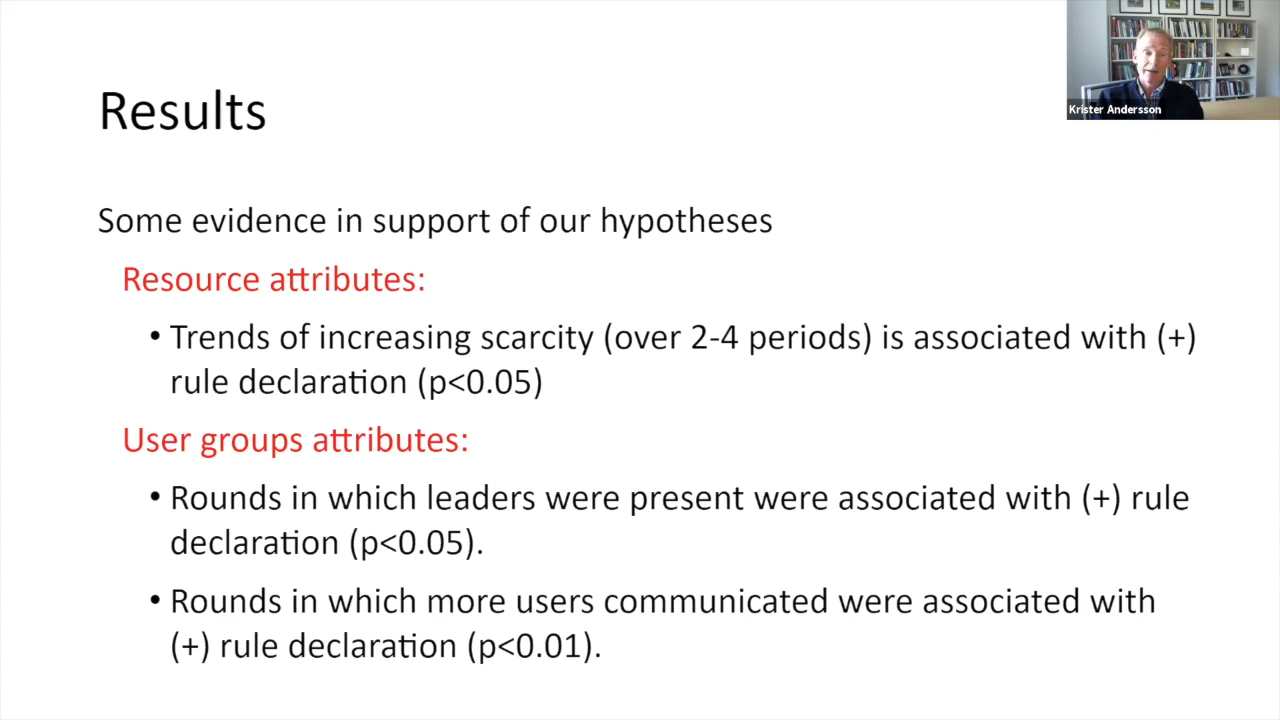 Krister Andersson
Results
Some evidence in support of our hypotheses
Resource attributes:
• Trends of increasing scarcity (over 2-4 periods) is associated with (+)
rule declaration (p<0.05)
User groups attributes:
• Rounds in which leaders were present were associated with (+) rule
declaration (p<0.05).
• Rounds in which more users communicated were associated with
(+) rule declaration (p<0.01).